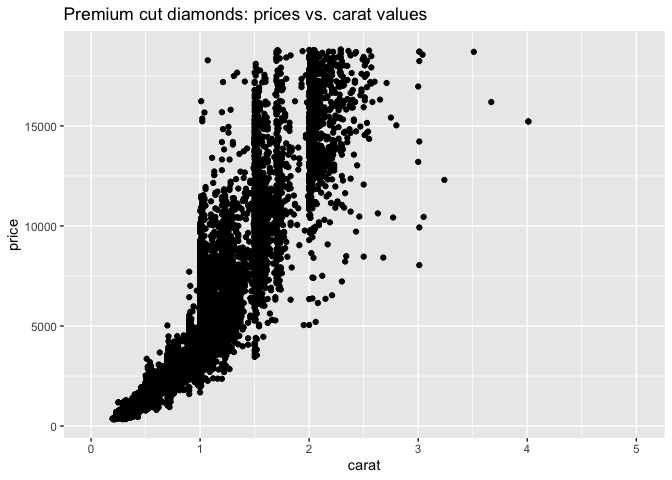 Premium cut diamonds: prices vs. carat values
price
15000
10000
5000
0
0 1 2 3 4 5
carat